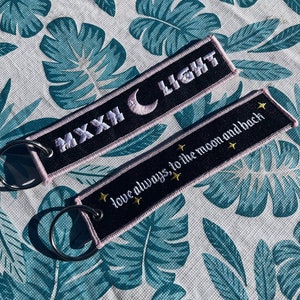 MXXN LIGHT
love always, to the moon and back